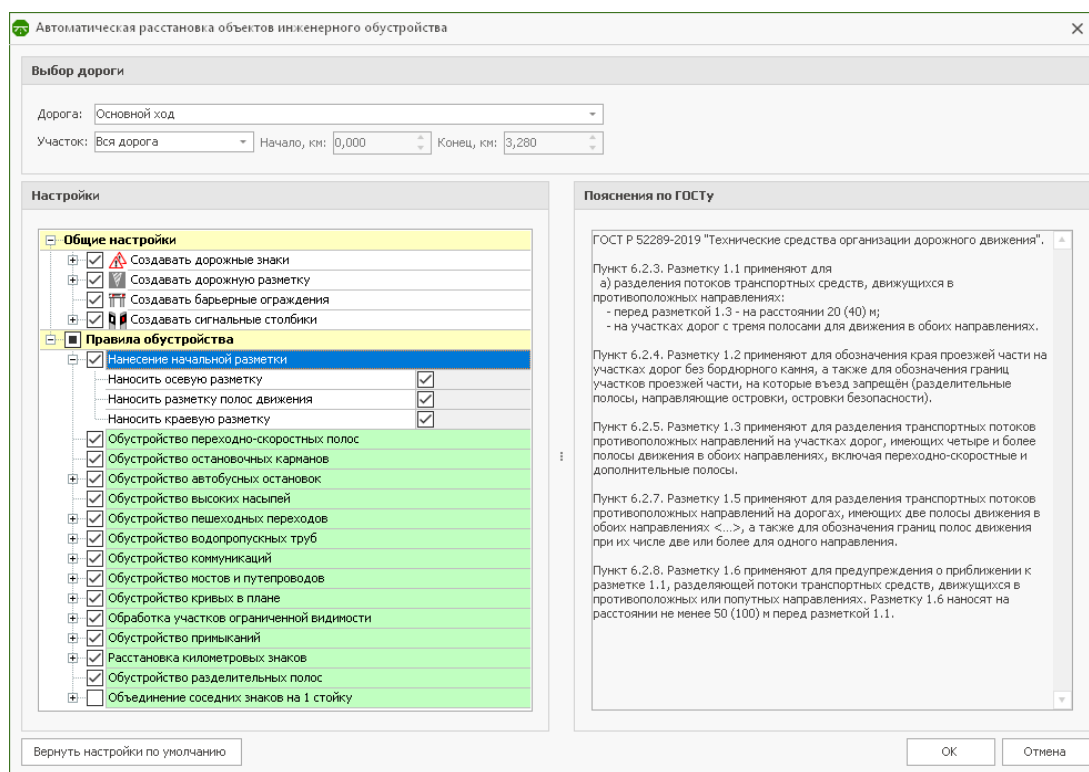 Автоматическая расстановка объектов инженерного обустройства
Выбор дороги
Дорога: Основной ход
Участок: Вся дорога Начало, км: 0,000 Конец, км: 3,280
Настройки
Общие настройки
Создавать дорожные знаки
Создавать дорожную разметку
Создавать барьерные ограждения
Создавать сигнальные столбики
Правила обустройства
Нанесение начальной разметки
Наносить осевую разметку
Наносить разметку полос движения
Наносить краевую разметку
Обустройство переходно-скоростных полос
Обустройство остановочных карманов
Обустройство автобусных остановок
Обустройство высоких насыпей
Обустройство пешеходных переходов
Обустройство водопропускных труб
Обустройство коммуникаций
Обустройство мостов и путепроводов
Обустройство кривых в плане
Обработка участков ограниченной видимости
Обустройство примыканий
Расстановка километровых знаков
Обустройство разделительных полос
Объединение соседних знаков на 1 стойку
Пояснения по ГОСТу
ГОСТ Р 52289-2019 "Технические средства организации дорожного движения".
Пункт 6.2.3. Разметку 1.1 применяют для
а) разделения потоков транспортных средств, движущихся в
противоположных направлениях:
- перед разметкой 1.3 - на расстоянии 20 (40) м;
- на участках дорог с тремя полосами для движения в обоих направлениях.
Пункт 6.2.4. Разметку 1.2 применяют для обозначения края проезжей части на
участках дорог без бордюрного камня, а также для обозначения границ
участков проезжей части, на которые въезд запрещён (разделительные
полосы, направляющие островки, островки безопасности).
Пункт 6.2.5. Разметку 1.3 применяют для разделения транспортных потоков
противоположных направлений на участках дорог, имеющих четыре и более
полосы движения в обоих направлениях, включая переходно-скоростные и
дополнительные полосы.
Пункт 6.2.7. Разметку 1.5 применяют для разделения транспортных потоков
противоположных направлений на дорогах, имеющих две полосы движения в
обоих направлениях <...>, а также для обозначения границ полос движения
при их числе две или более для одного направления.
Пункт 6.2.8. Разметку 1.6 применяют для предупреждения о приближении к
разметке 1.1, разделяющей потоки транспортных средств, движущихся в
противоположных или попутных направлениях. Разметку 1.6 наносят на
расстоянии не менее 50 (100) м перед разметкой 1.1.
Вернуть настройки по умолчанию
ОК
Отмена